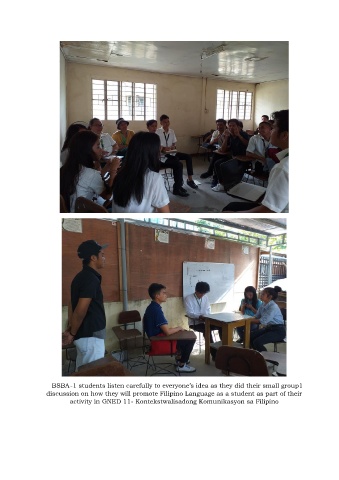 BSBA-1 students listen carefully to everyone's idea as they did their small group1
discussion on how they will promote Filipino Language as a student as part of their
activity in GNED 11- Kontekstwalisadong Komunikasyon sa Filipino